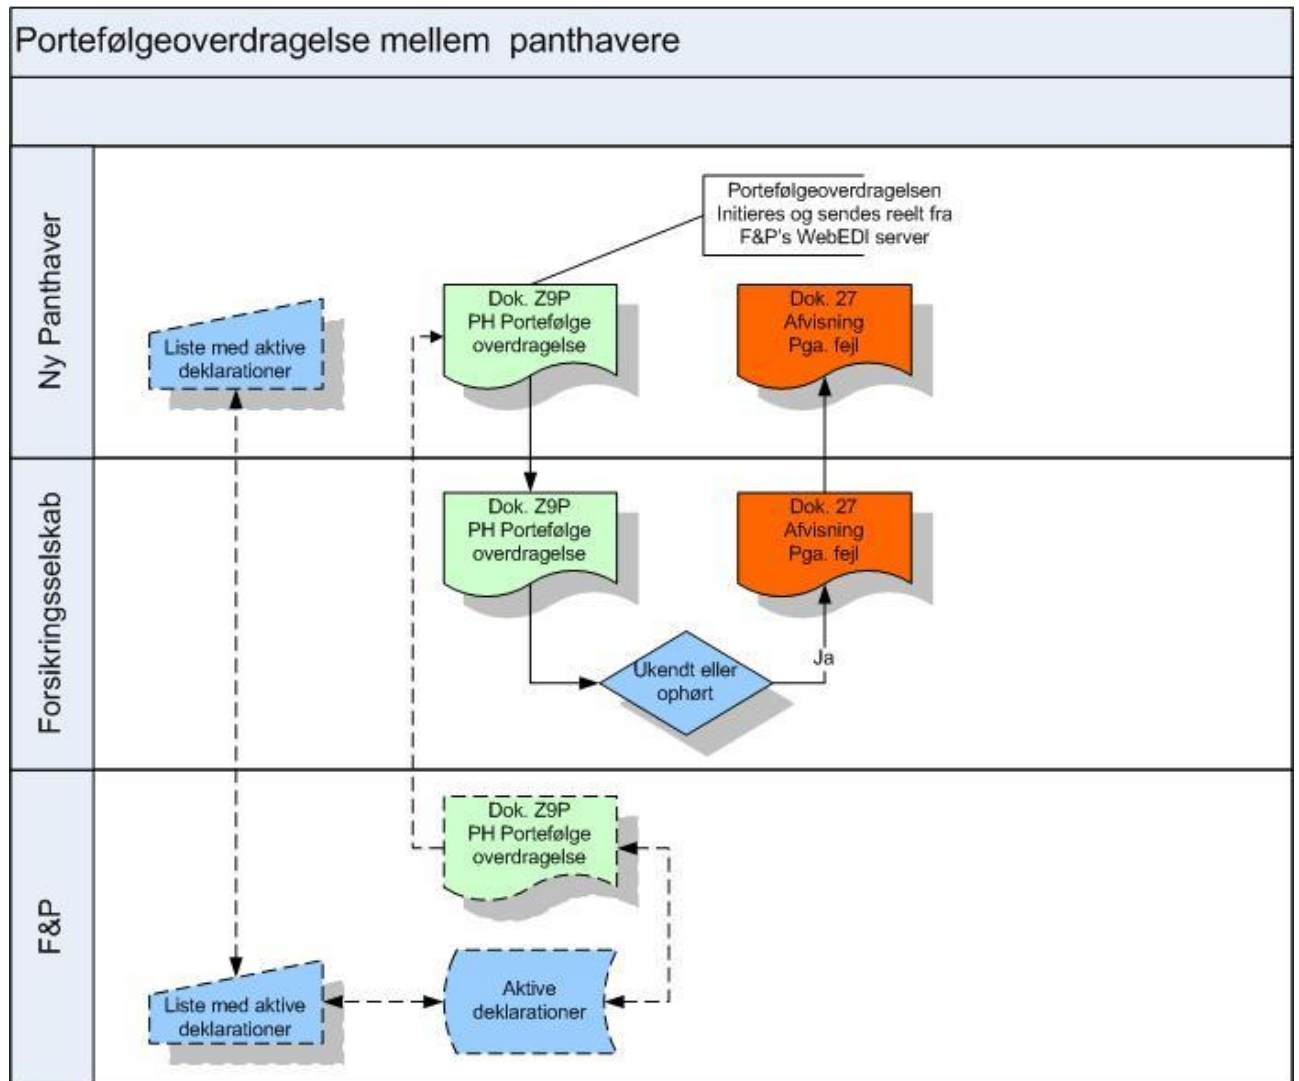 Portefølgeoverdragelse mellem panthavere
Ny Panthaver
Portefølgeoverdragelsen
Initieres og sendes reelt fra
F&P's WebEDI server
Liste med aktive
deklarationer
Dok. Z9P
PH Portefølge
overdragelse
Dok. 27
Afvisning
Pga. fejl
Forsikringsselskab
Dok. Z9P
PH Portefølge
overdragelse
Dok. 27
Afvisning
Pga. fejl
Ukendt eller
ophørt
Ja
F&P
Dok. Z9P
PH Portefølge
overdragelse
Liste med aktive
deklarationer
Aktive
deklarationer